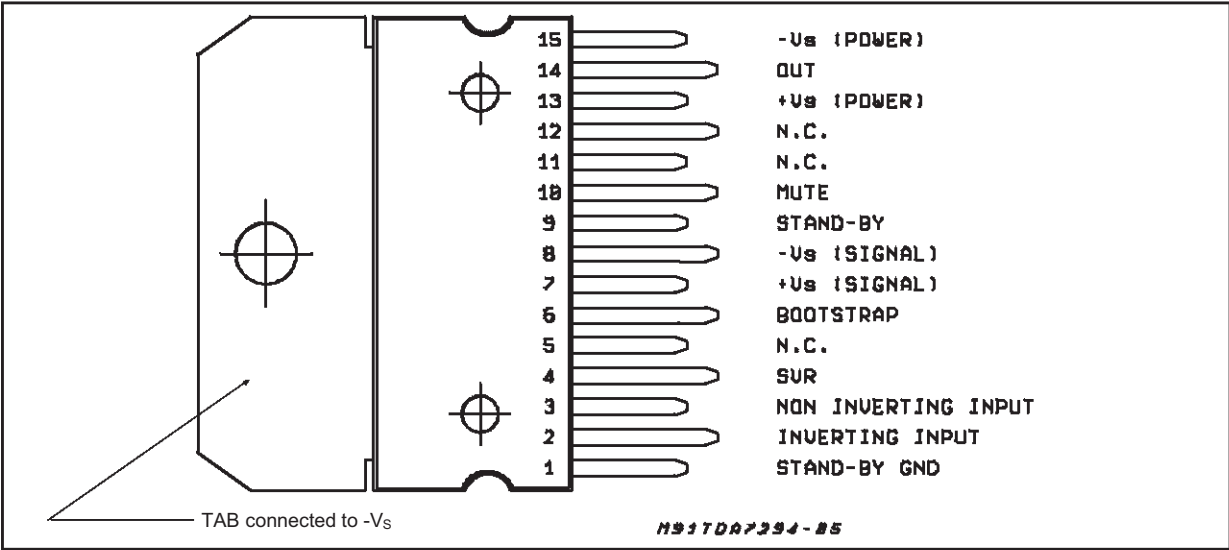 15 -Vs (POWER)
14 OUT
13 +Vs (POWER)
12 N.C.
11 N.C.
10 MUTE
9 STAND-BY
8 -Vs (SIGNAL)
7 +Vs (SIGNAL)
6 BOOTSTRAP
5 N.C.
4 SVR
3 NON INVERTING INPUT
2 INVERTING INPUT
1 STAND-BY GND
TAB connected to -VS
M91TDA7294-05